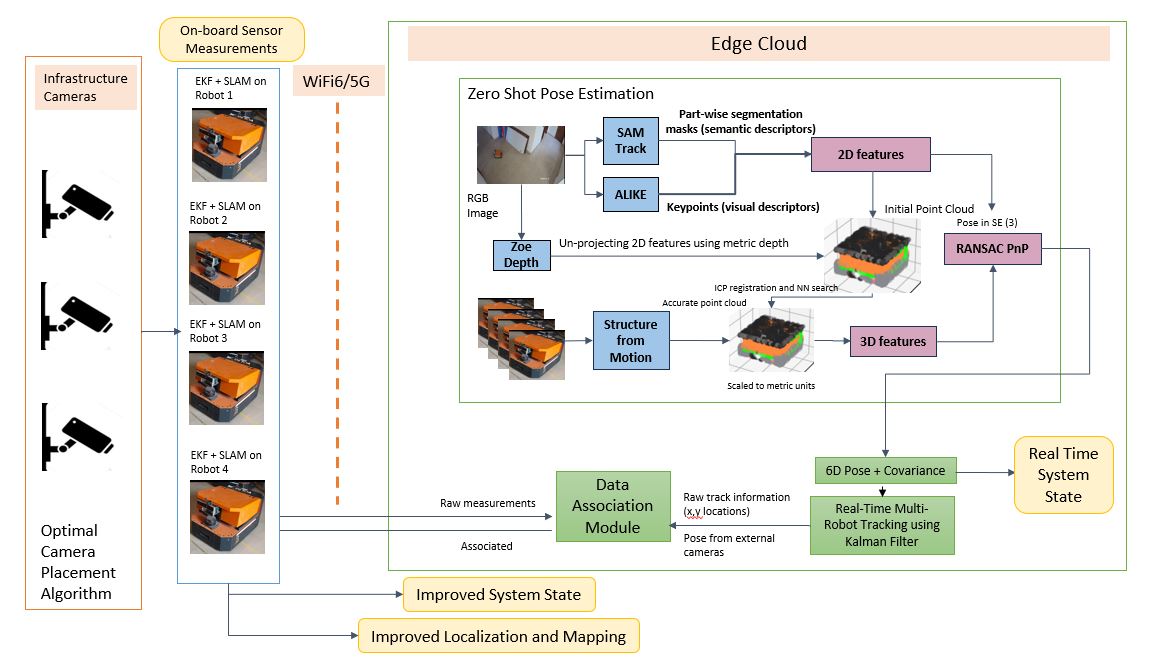 On-board Sensor
Measurements
Edge Cloud
Infrastructure
Cameras
EKF + SLAM on
Robot 1
WiFi6/5G
Zero Shot Pose Estimation
SAM
Track
Part-wise segmentation
masks (semantic descriptors)
2D features
ALIKE
Keypoints (visual descriptors)
RGB
Image
EKF + SLAM on
Robot 2
Initial Point Cloud
Pose in SE (3)
RANSAC PnP
Zoe
Depth
Un-projecting 2D features using metric depth
ICP registration and NN search
Accurate point cloud
EKF + SLAM on
Robot 3
Structure
from
Motion
3D features
Scaled to metric units
EKF + SLAM on
Robot 4
6D Pose + Covariance
Real Time
System
State
Data
Association
Module
Raw measurements
Associated
Raw track information
(x,y locations)
Pose from external
cameras
Real-Time Multi-
Robot Tracking using
Kalman Filter
Optimal
Camera
Placement
Algorithm
Improved System State
Improved Localization and Mapping